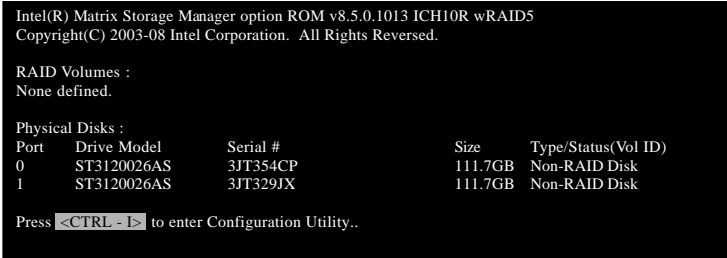 Intel(R) Matrix Storage Manager option ROM v8.5.0.1013 ICH10R wRAID5
Copyright(C) 2003-08 Intel Corporation. All Rights Reversed.
RAID Volumes :
None defined.
Physical Disks :
Port Drive Model Serial # Size Type/Status(Vol ID)
0 ST3120026AS 3JT354CP 111.7GB Non-RAID Disk
1 ST3120026AS 3JT329JX 111.7GB Non-RAID Disk
Press <CTRL - I> to enter Configuration Utility..